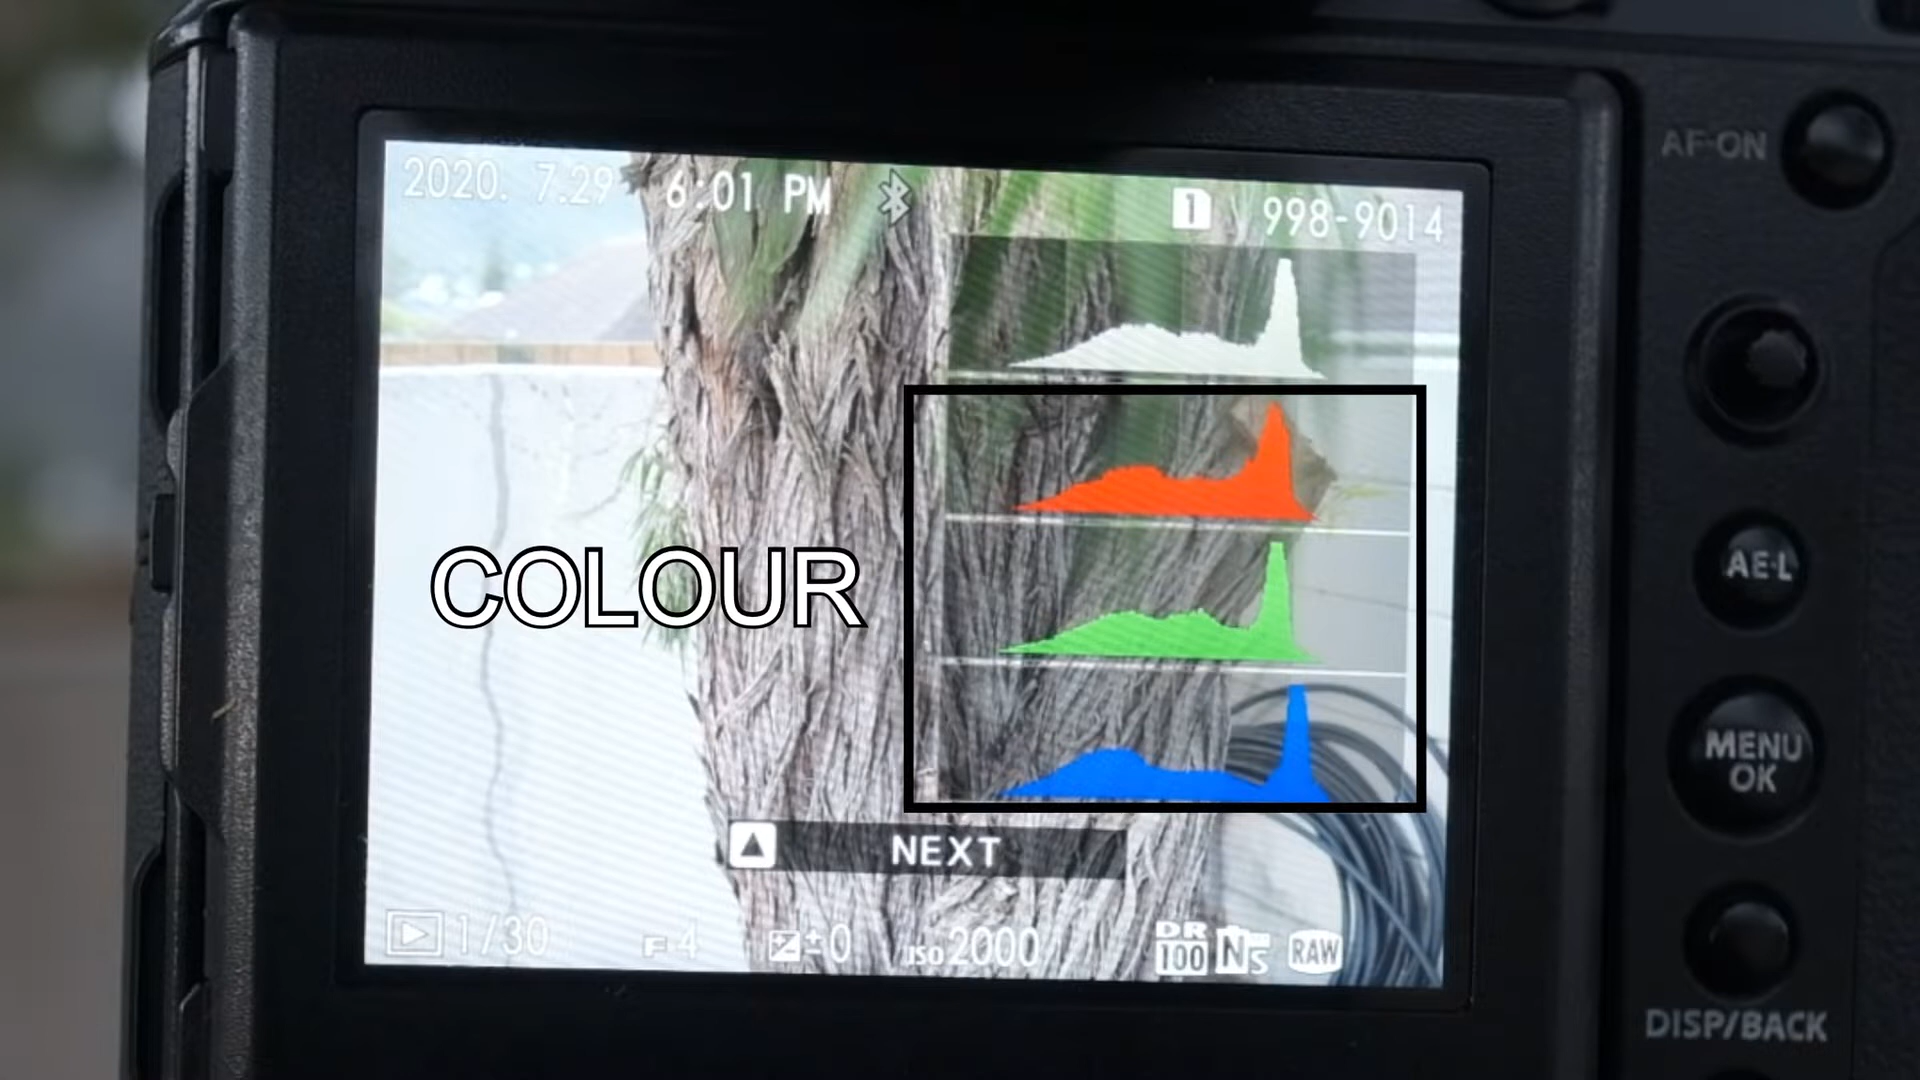 2020. 7.29 6:01 PM 1 998-9014
AF-ON
COLOUR
AE-L
MENU
OK
NEXT
1/30 F4 ±0 ISO 2000 DR 100 N S RAW
DISP/BACK